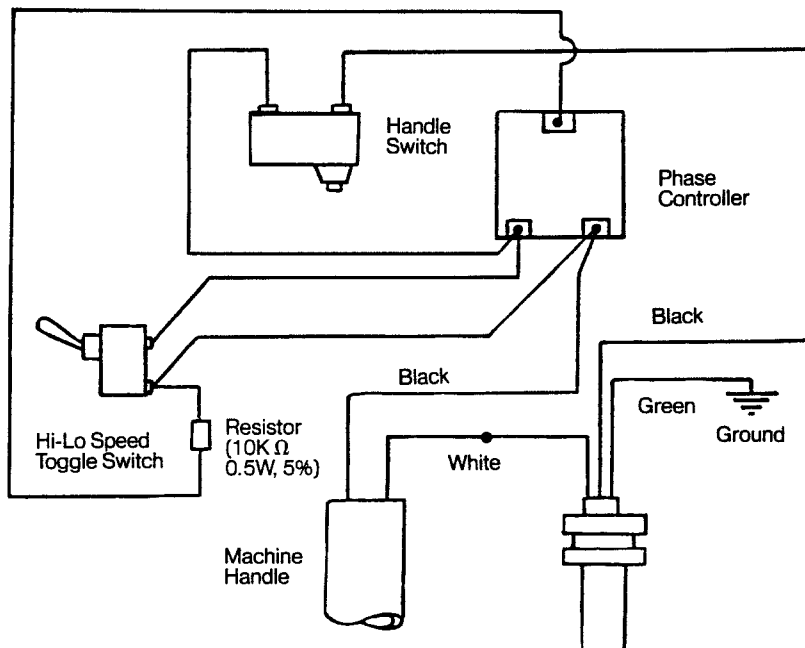 Handle
Switch
Phase
Controller
Black
Black
Green
Ground
Hi-Lo Speed
Toggle Switch
Resistor
(10K Ω
0.5W, 5%)
White
Machine
Handle